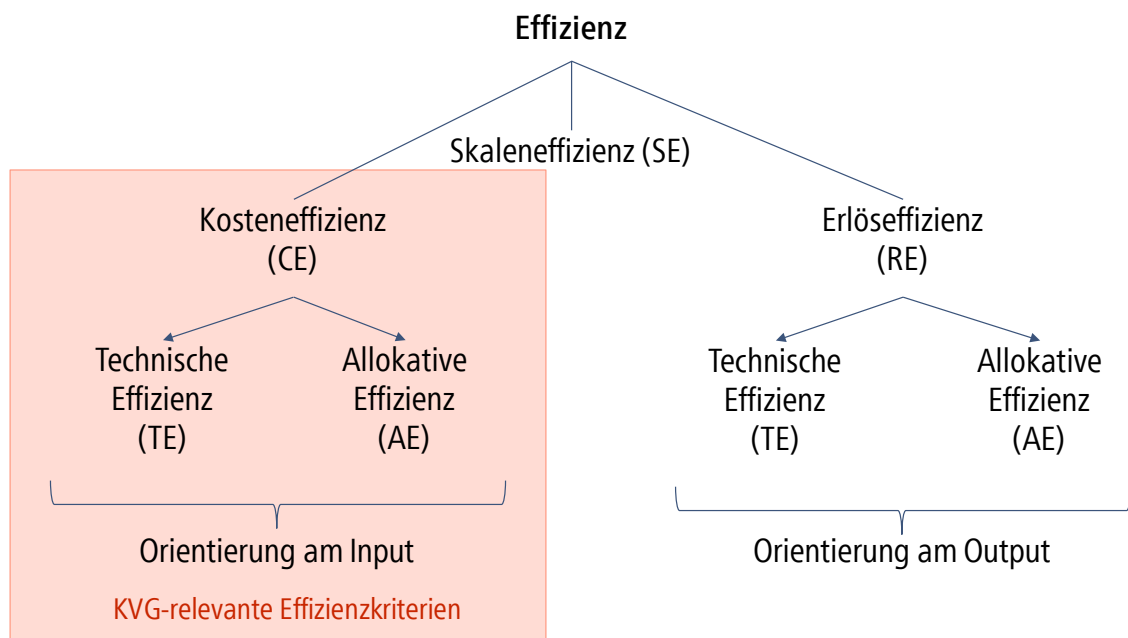 Effizienz
Skaleneffizienz (SE)
Kosteneffizienz
(CE)
Erlöseffizienz
(RE)
Technische
Effizienz
(TE)
Allokative
Effizienz
(AE)
Technische
Effizienz
(TE)
Allokative
Effizienz
(AE)
Orientierung am Input
Orientierung am Output
KVG-relevante Effizienzkriterien